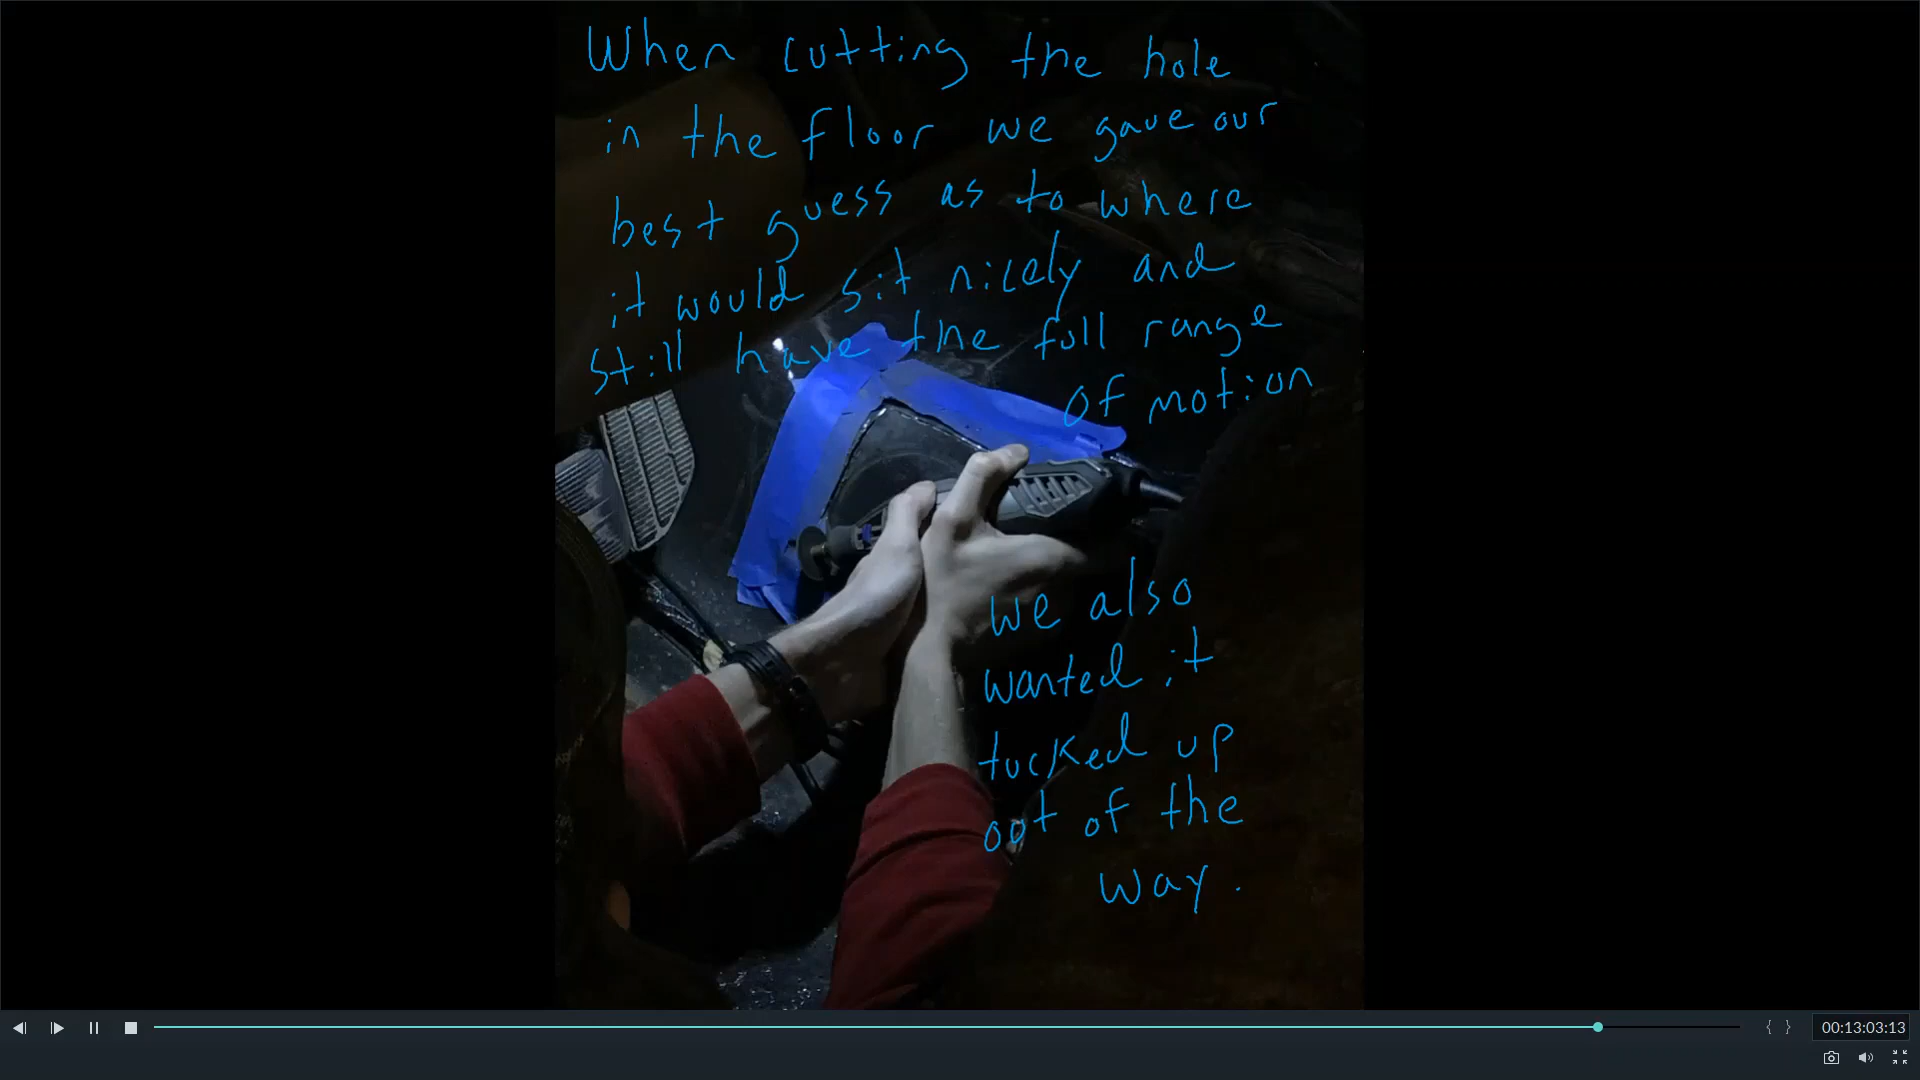 When cutting the hole
in the floor we gave our
best guess as to where
it would sit nicely and
still have the full range
of motion
we also
wanted it
tucked up
out of the
way.
{ }
00:13:03:13